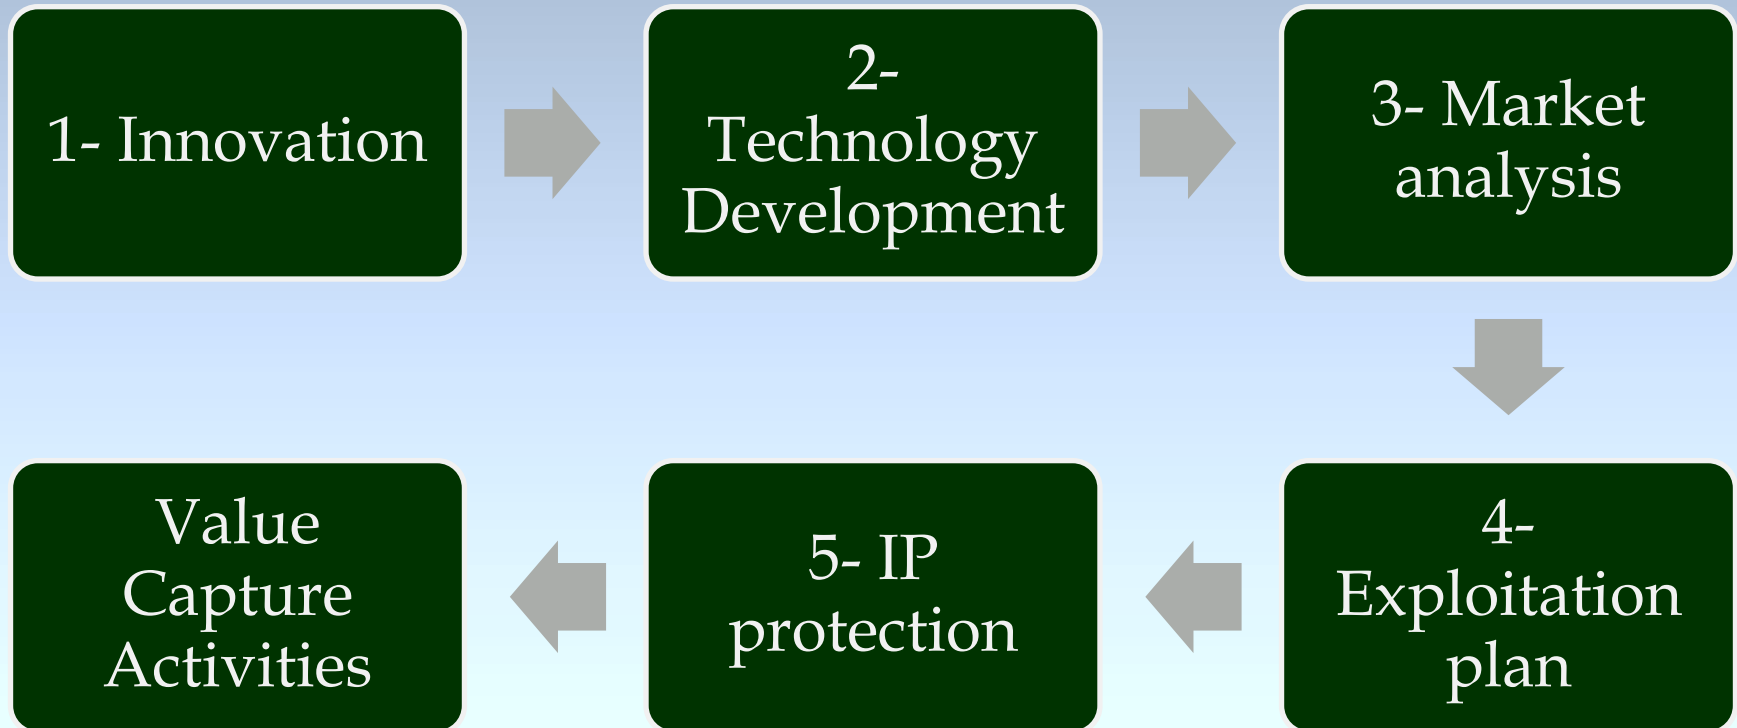 1- Innovation
2-
Technology
Development
3- Market
analysis
4-
Exploitation
plan
5- IP
protection
Value
Capture
Activities